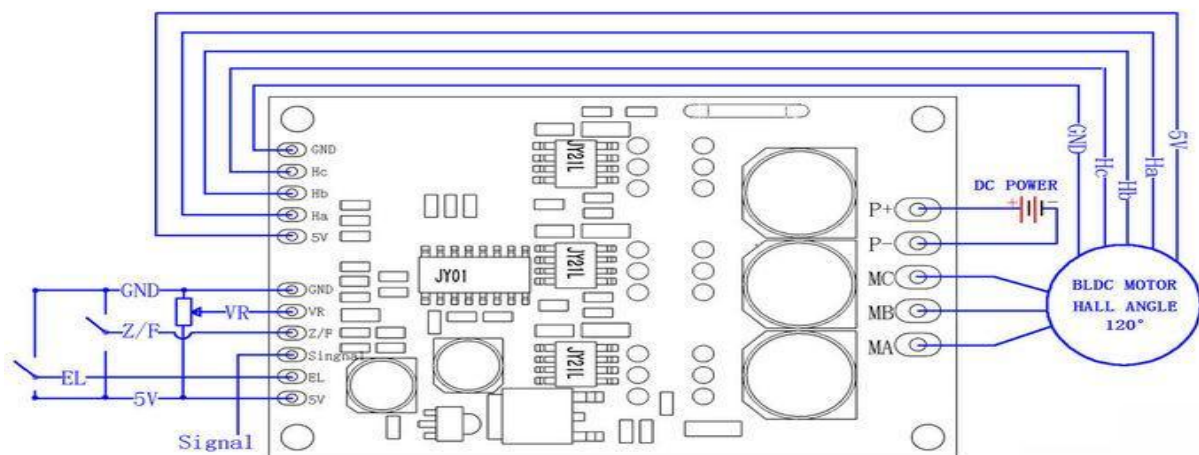 GND
Hc
Hb
Ha
5V
GND
VR
Z/F
Singnal
EL
5V
GND
VR
Z/F
EL
5V
Signal
JY01
JY21L
JY21L
JY21L
P+
P-
MC
MB
MA
DC POWER
+ -
GND
Hc
Hb
Ha
5V
BLDC MOTOR
HALL ANGLE
120°